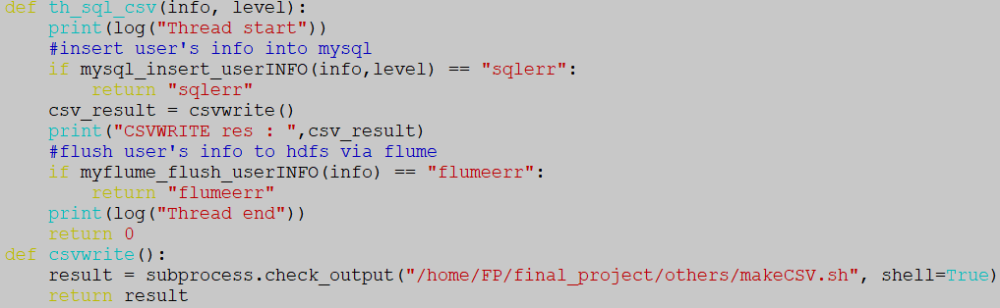 def th_sql_csv(info, level):
    print(log("Thread start"))
    #insert user's info into mysql
    if mysql_insert_userINFO(info,level) == "sqlerr":
        return "sqlerr"
    csv_result = csvwrite()
    print("CSVWRITE res : ",csv_result)
    #flush user's info to hdfs via flume
    if myflume_flush_userINFO(info) == "flumeerr":
        return "flumeerr"
    print(log("Thread end"))
    return 0
def csvwrite():
    result = subprocess.check_output("/home/FP/final_project/others/makeCSV.sh", shell=True)
    return result